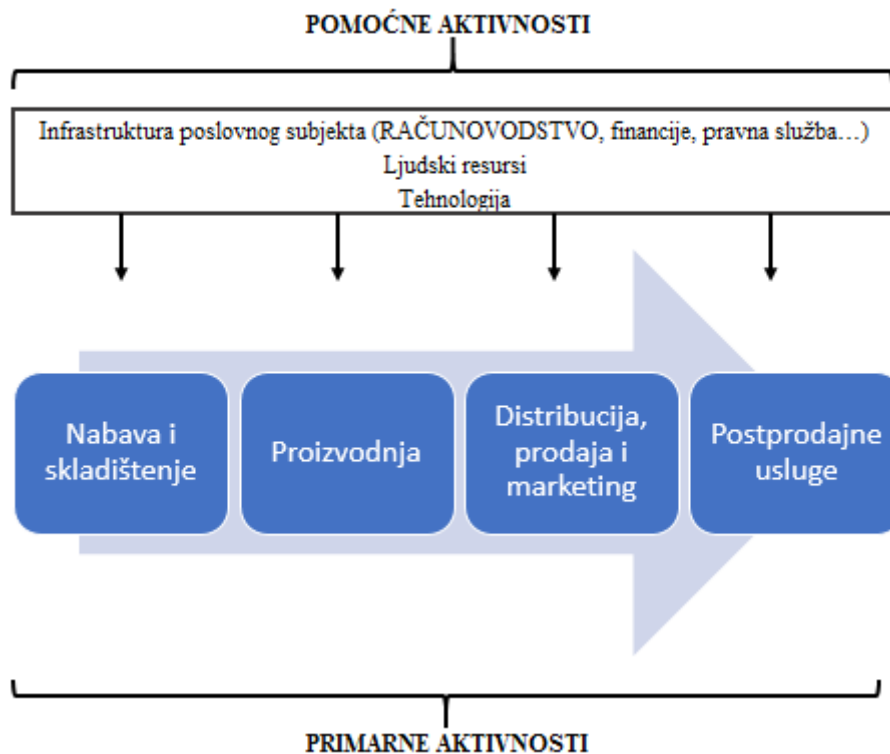 POMOĆNE AKTIVNOSTI
Infrastruktura poslovnog subjekta (RAČUNOVODSTVO, financije, pravna služba…)
Ljudski resursi
Tehnologija
Nabava i
skladištenje
Proizvodnja
Distribucija,
prodaja i
marketing
Postprodajne
usluge
PRIMARNE AKTIVNOSTI